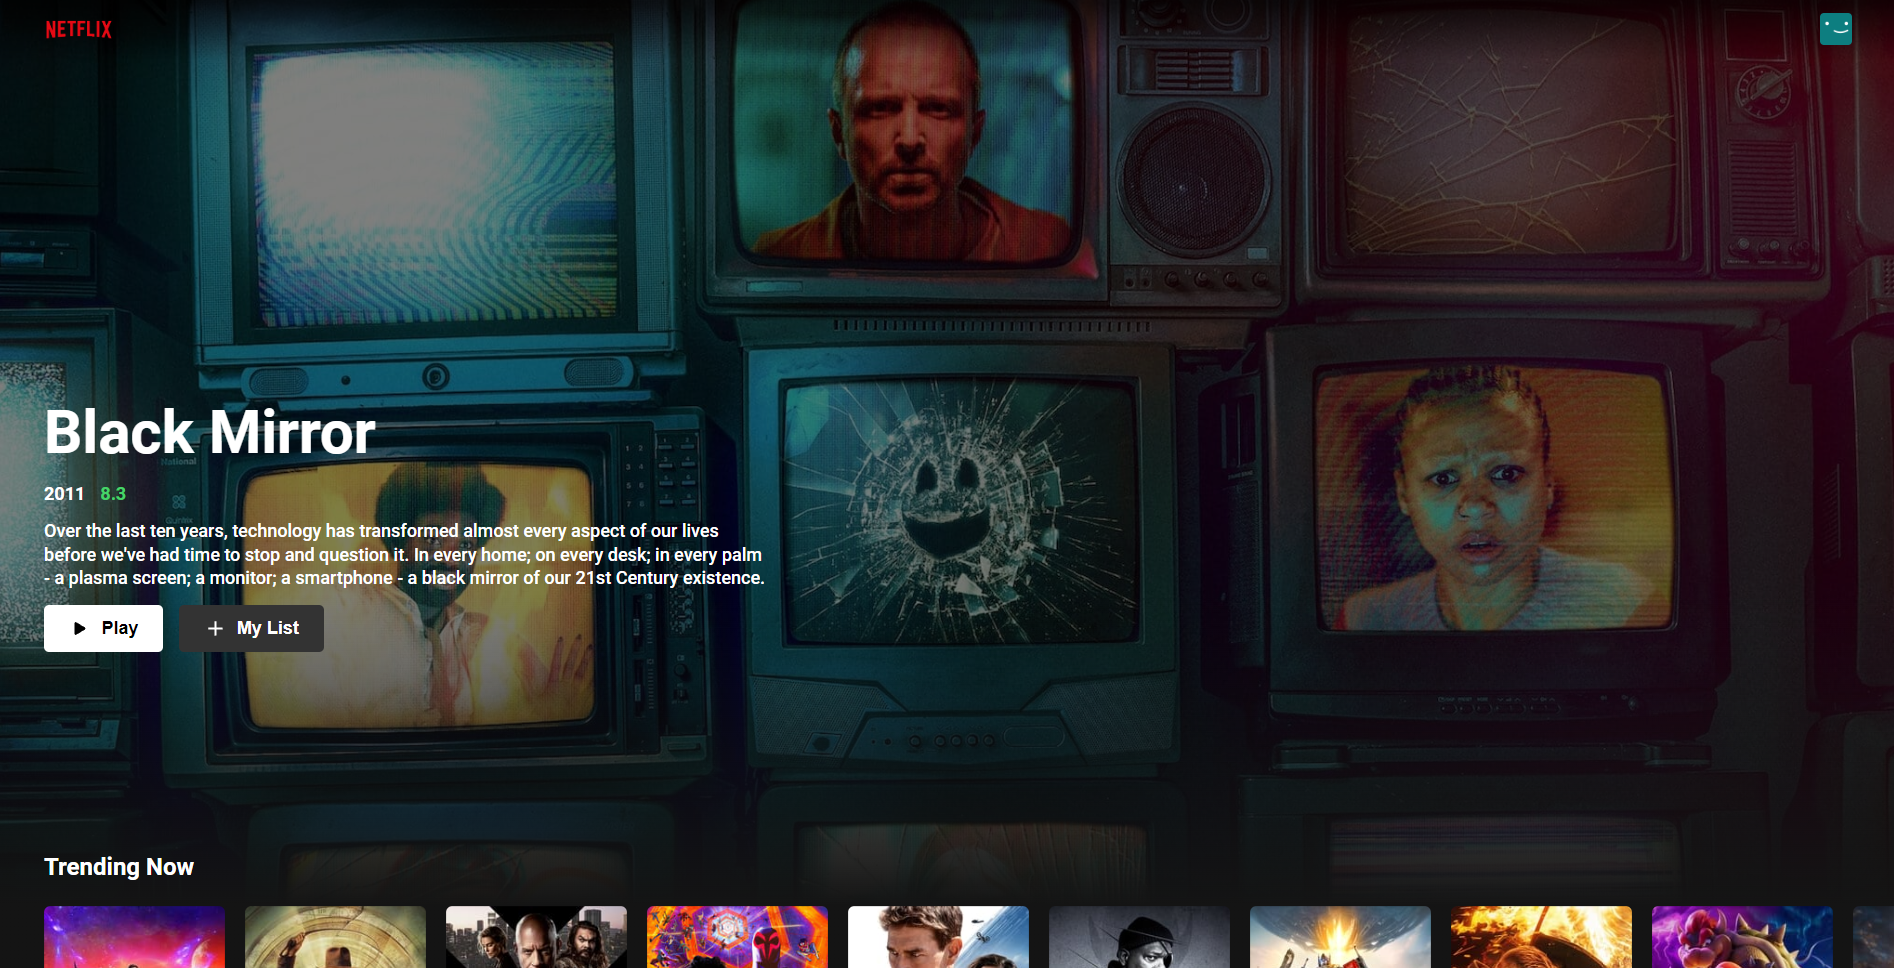 NETFLIX
Black Mirror
National
2011 8.3
Over the last ten years, technology has transformed almost every aspect of our lives
before we've had time to stop and question it. In every home; on every desk; in every palm
- a plasma screen; a monitor; a smartphone - a black mirror of our 21st Century existence.
Play
My List
Trending Now